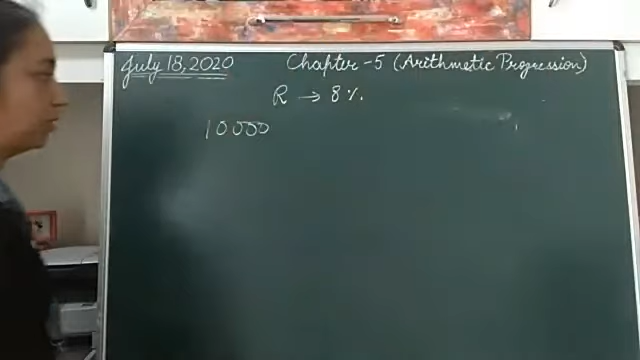 July 18, 2020
Chapter - 5 (Arithmetic Progression)
R → 8 %
10000